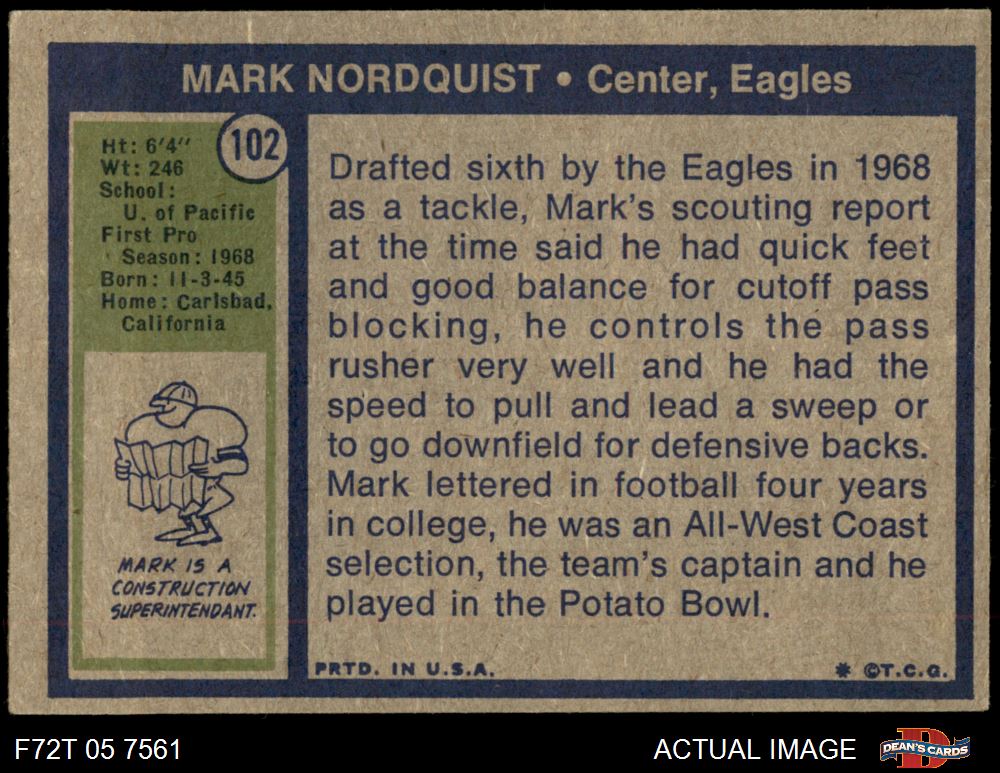 MARK NORDQUIST • Center, Eagles
102
Ht: 6'4"
Wt: 246
School:
U. of Pacific
First Pro
Season: 1968
Born: 11-3-45
Home: Carlsbad,
California
MARK IS A
CONSTRUCTION
SUPERINTENDANT.
Drafted sixth by the Eagles in 1968
as a tackle, Mark's scouting report
at the time said he had quick feet
and good balance for cutoff pass
blocking, he controls the pass
rusher very well and he had the
speed to pull and lead a sweep or
to go downfield for defensive backs.
Mark lettered in football four years
in college, he was an All-West Coast
selection, the team's captain and he
played in the Potato Bowl.
PRTD. IN U.S.A.
* ©T.C.G.
F72T 05 7561
ACTUAL IMAGE
D
DEAN'S CARDS